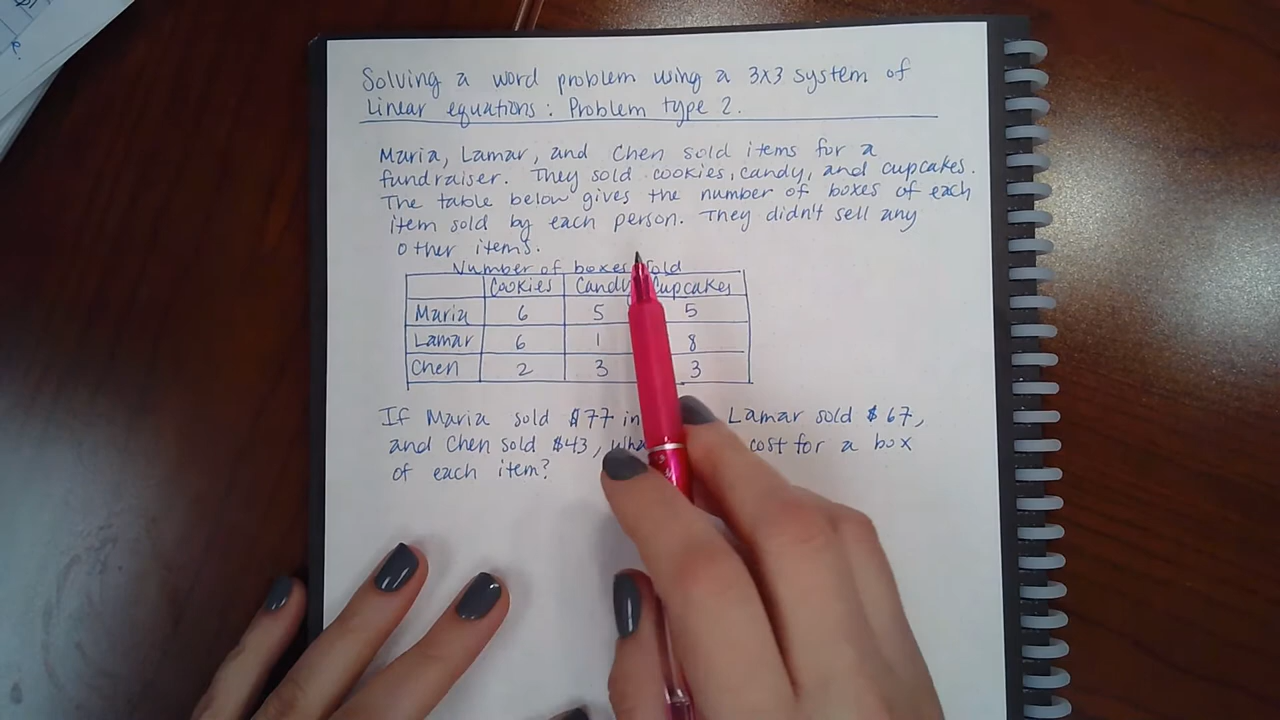 Solving a word problem using a 3x3 system of
linear equations: Problem type 2.
Maria, Lamar, and Chen sold items for a
fundraiser. They sold cookies, candy, and cupcakes.
The table below gives the number of boxes of each
item sold by each person. They didn't sell any
other items.
Number of boxes sold
Cookies Candy Cupcakes
Maria 6 5 5
Lamar 6 1 8
Chen 2 3 3
If Maria sold $77 in Lamar sold $67,
and Chen sold $43, cost for a box
of each item?